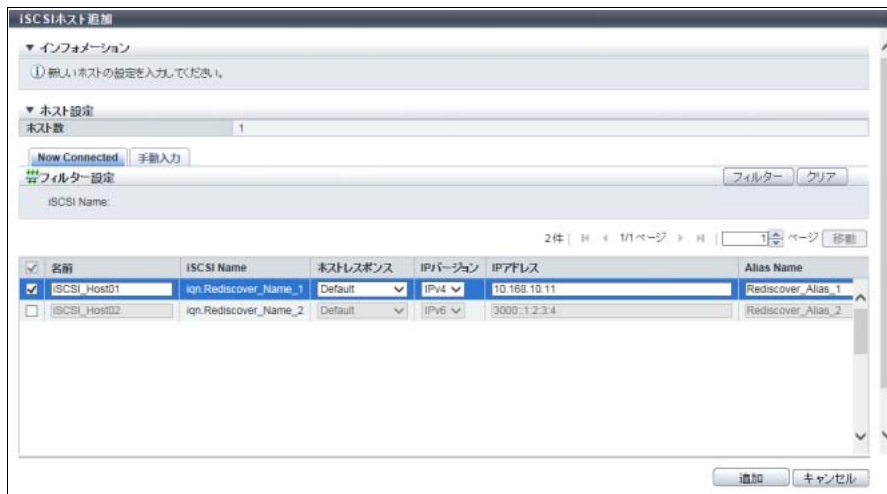 iSCSIホスト追加
▼ インフォメーション
新しいホストの設定を入力してください。
▼ ホスト設定
ホスト数 1
Now Connected 手動入力
フィルター設定 フィルター クリア
iSCSI Name:
2件 | 1/1ページ | 1 ページ 移動
名前 iSCSI Name ホストレスポンス IPバージョン IPアドレス Alias Name
iSCSI_Host01 iqn.Rediscover_Name_1 Default IPv4 10.168.10.11 Rediscover_Alias_1
iSCSI_Host02 iqn.Rediscover_Name_2 Default IPv6 3000::1:2:3:4 Rediscover_Alias_2
追加 キャンセル